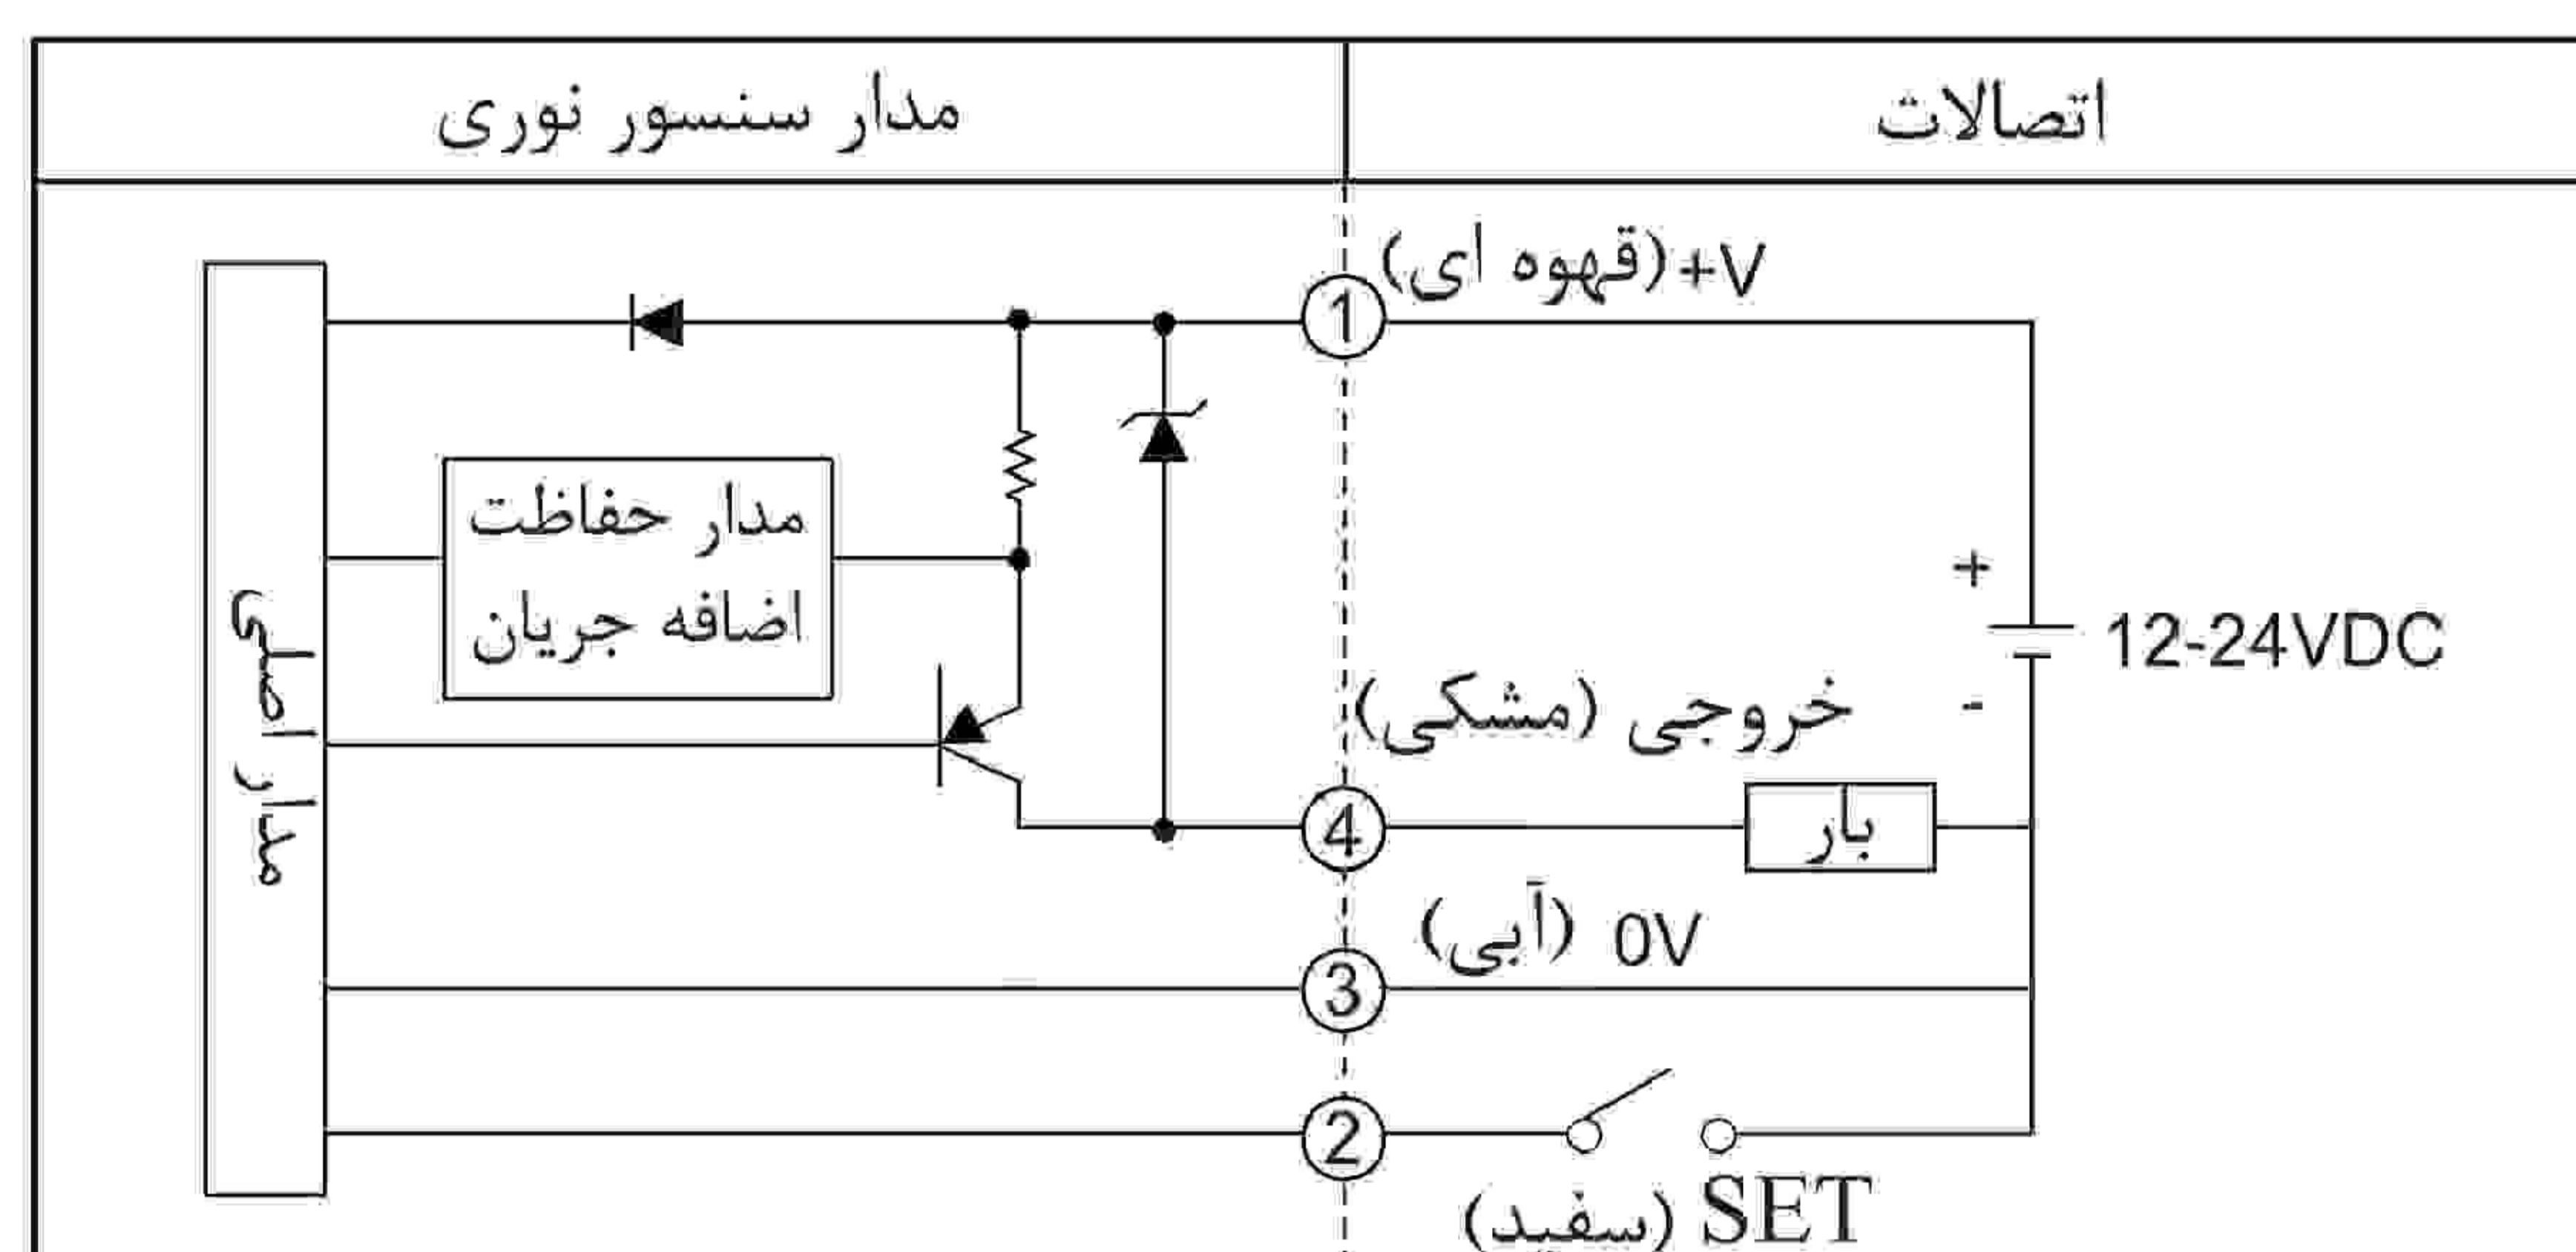 اتصالات
مدار سنسور نوری
+V (قهوه ای)
1
مدار حفاظت
اضافه جریان
مدار اصلی
+
12-24VDC
-
خروجی (مشکی)
4
بار
0V (آبی)
3
2
SET (سفید)